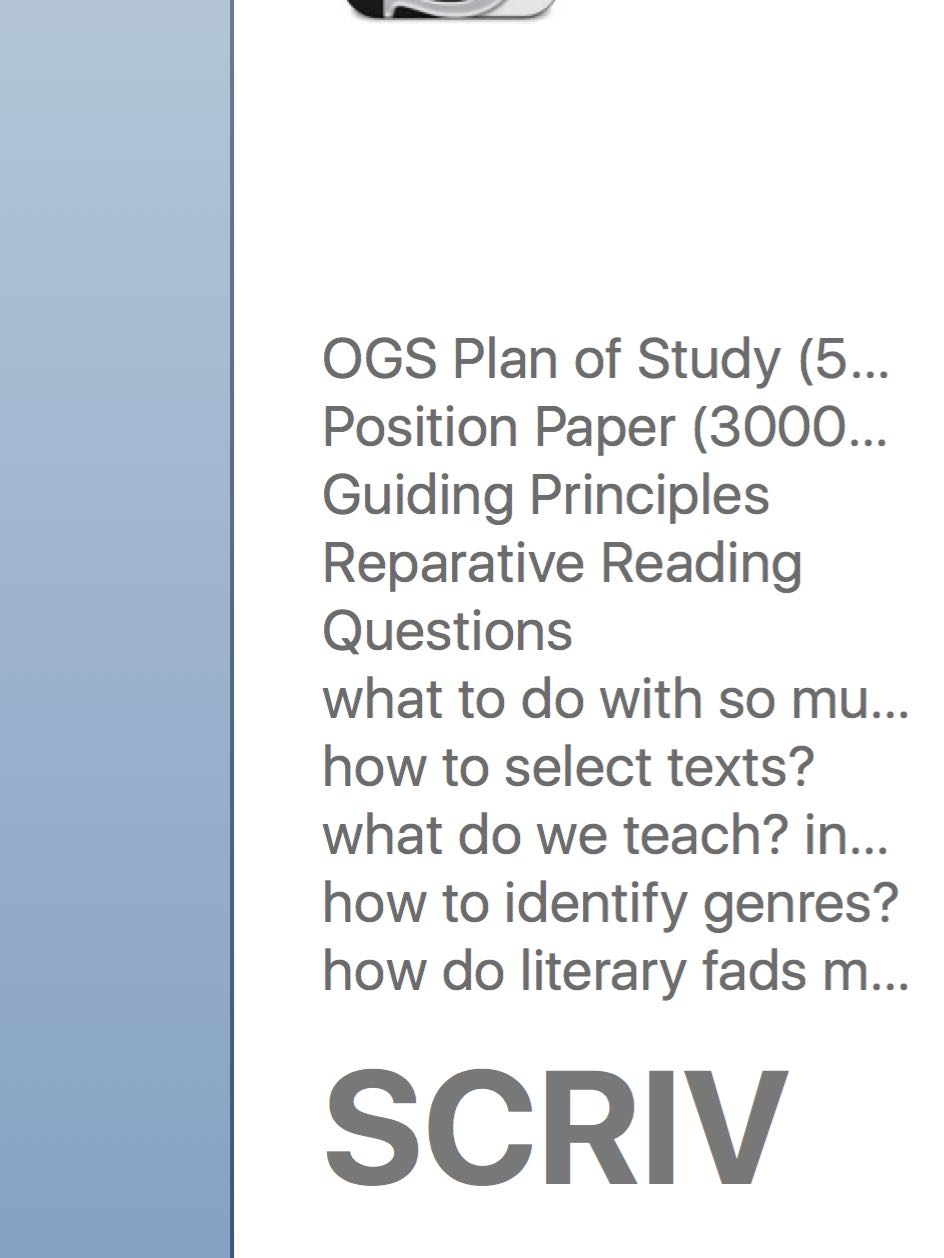 OGS Plan of Study (5...
Position Paper (3000...
Guiding Principles
Reparative Reading
Questions
what to do with so mu...
how to select texts?
what do we teach? in...
how to identify genres?
how do literary fads m...
SCRIV